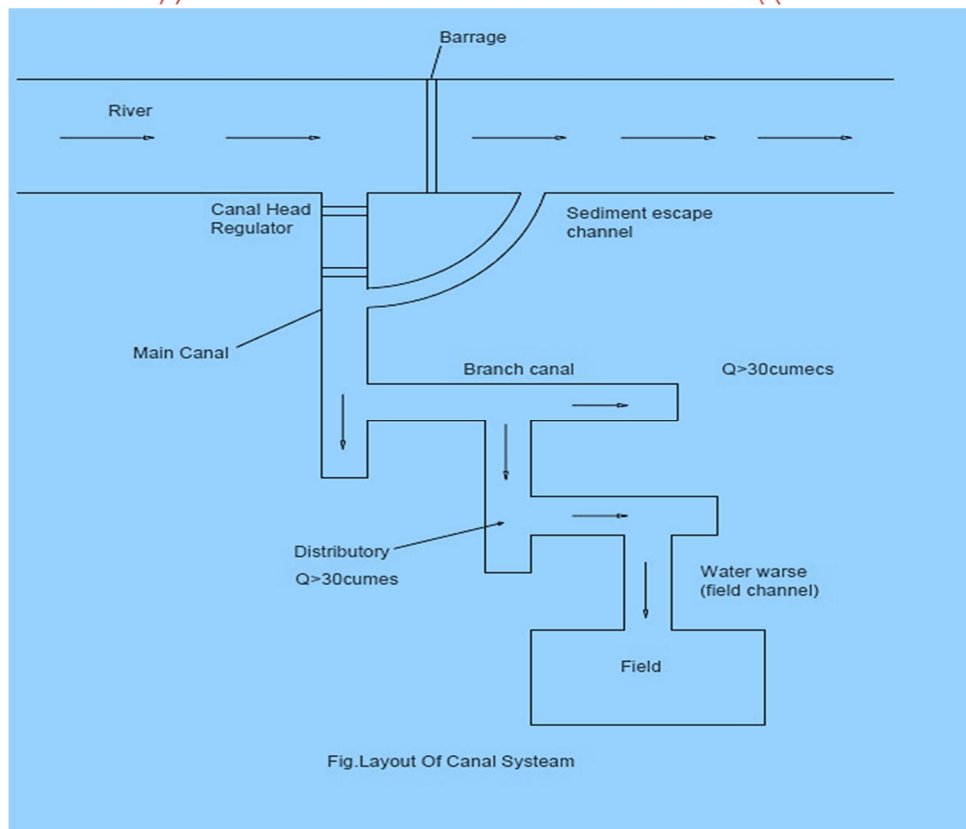 Barrage
River
Canal Head
Regulator
Sediment escape
channel
Main Canal
Branch canal
Q>30cumecs
Distributory
Q>30cumes
Water warse
(field channel)
Field
Fig.Layout Of Canal Systeam